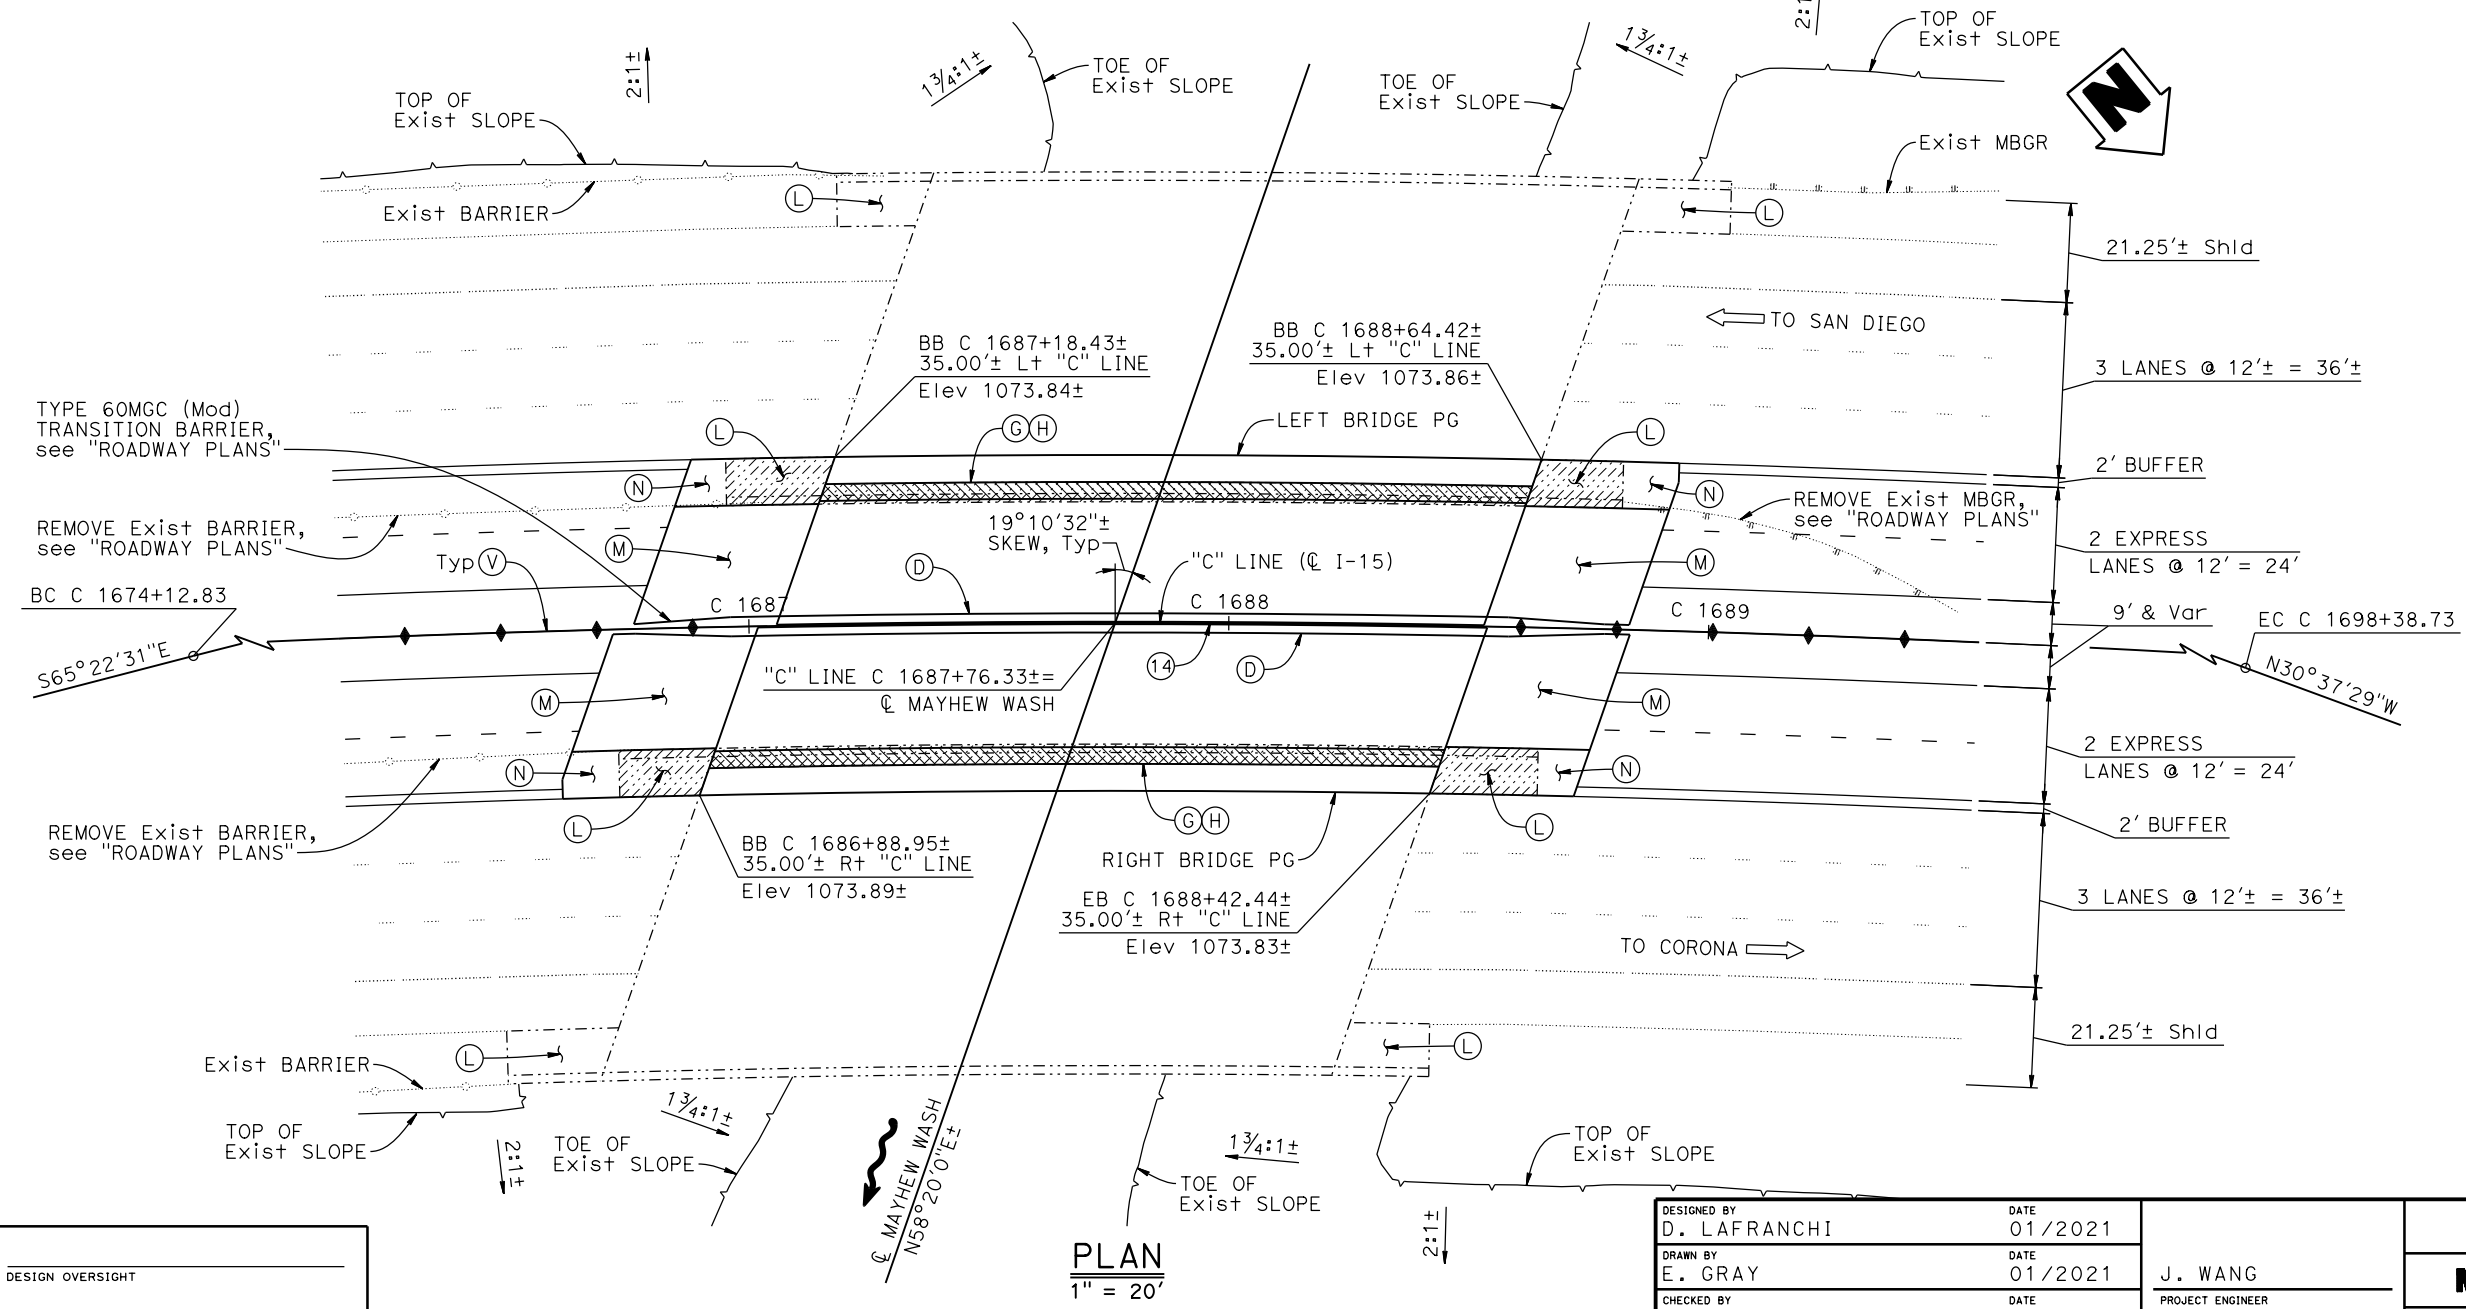 2:1±
1¾:1±
TOE OF
Exist SLOPE
TOE OF
Exist SLOPE
1¾:1±
TOP OF
Exist SLOPE
N
TOP OF
Exist SLOPE
Exist MBGR
Exist BARRIER
L
L
21.25'± Shld
TO SAN DIEGO
BB C 1687+18.43±
35.00'± Lt "C" LINE
Elev 1073.84±
BB C 1688+64.42±
35.00'± Lt "C" LINE
Elev 1073.86±
3 LANES @ 12'± = 36'±
TYPE 60MGC (Mod)
TRANSITION BARRIER,
see "ROADWAY PLANS"
L
G H
LEFT BRIDGE PG
L
2' BUFFER
N
N
REMOVE Exist MBGR,
see "ROADWAY PLANS"
REMOVE Exist BARRIER,
see "ROADWAY PLANS"
19°10'32"±
SKEW, Typ
M
Typ V
D
"C" LINE (℄ I-15)
M
2 EXPRESS
LANES @ 12' = 24'
BC C 1674+12.83
C 1687
C 1688
C 1689
9' & Var
EC C 1698+38.73
S65°22'31"E
N30°37'29"W
14
D
"C" LINE C 1687+76.33±=
℄ MAYHEW WASH
M
M
2 EXPRESS
LANES @ 12' = 24'
N
N
REMOVE Exist BARRIER,
see "ROADWAY PLANS"
L
G H
L
2' BUFFER
BB C 1686+88.95±
35.00'± Rt "C" LINE
Elev 1073.89±
RIGHT BRIDGE PG
EB C 1688+42.44±
35.00'± Rt "C" LINE
Elev 1073.83±
3 LANES @ 12'± = 36'±
TO CORONA
Exist BARRIER
L
L
21.25'± Shld
TOP OF
Exist SLOPE
2:1±
1¾:1±
TOE OF
Exist SLOPE
℄ MAYHEW WASH
N58°20'0"E±
1¾:1±
TOE OF
Exist SLOPE
2:1±
TOP OF
Exist SLOPE
PLAN
1" = 20'
DESIGN OVERSIGHT
DESIGNED BY DATE
D. LAFRANCHI 01/2021
DRAWN BY DATE
E. GRAY 01/2021
CHECKED BY DATE
J. WANG
PROJECT ENGINEER